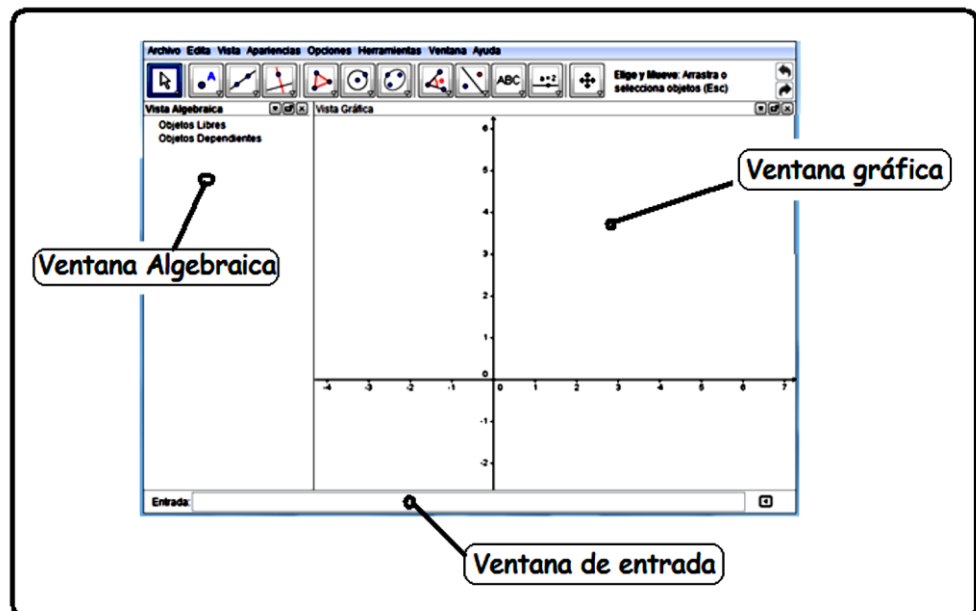 Archivo Edita Vista Apariencias Opciones Herramientas Ventana Ayuda
A
ABC
a=2
Elige y Mueve: Arrastra o
selecciona objetos (Esc)
Vista Algebraica
Vista Gráfica
Objetos Libres
Objetos Dependientes
Ventana gráfica
Ventana Algebraica
6
5
4
3
2
1
0
-4 -3 -2 -1 0 1 2 3 4 5 6 7
-1
-2
Entrada:
Ventana de entrada